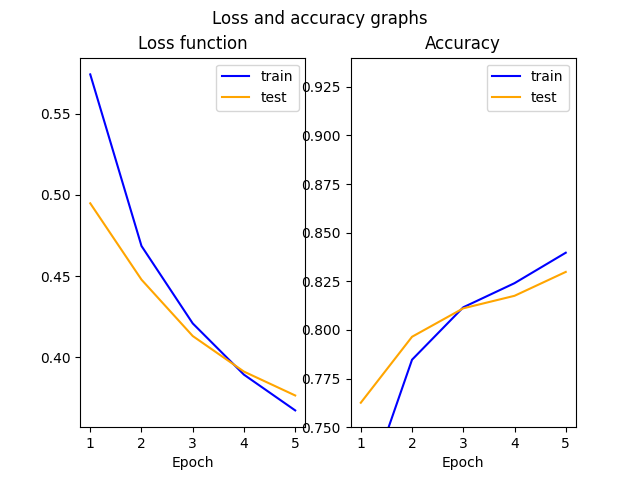 Loss and accuracy graphs
Loss function
train
test
0.55
0.50
0.45
0.40
1 2 3 4 5
Epoch
Accuracy
train
test
0.925
0.900
0.875
0.850
0.825
0.800
0.775
0.750
1 2 3 4 5
Epoch